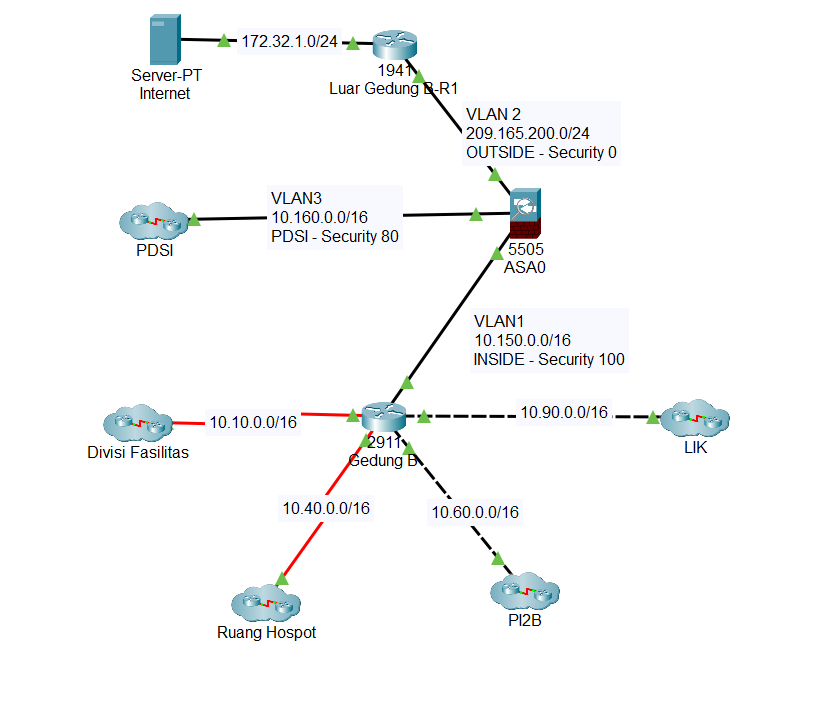 Server-PT
Internet
172.32.1.0/24
1941
Luar Gedung B-R1
VLAN 2
209.165.200.0/24
OUTSIDE - Security 0
VLAN3
10.160.0.0/16
PDSI - Security 80
PDSI
5505
ASA0
VLAN1
10.150.0.0/16
INSIDE - Security 100
10.10.0.0/16
Divisi Fasilitas
2911
Gedung B
10.90.0.0/16
LIK
10.40.0.0/16
10.60.0.0/16
Ruang Hospot
PI2B